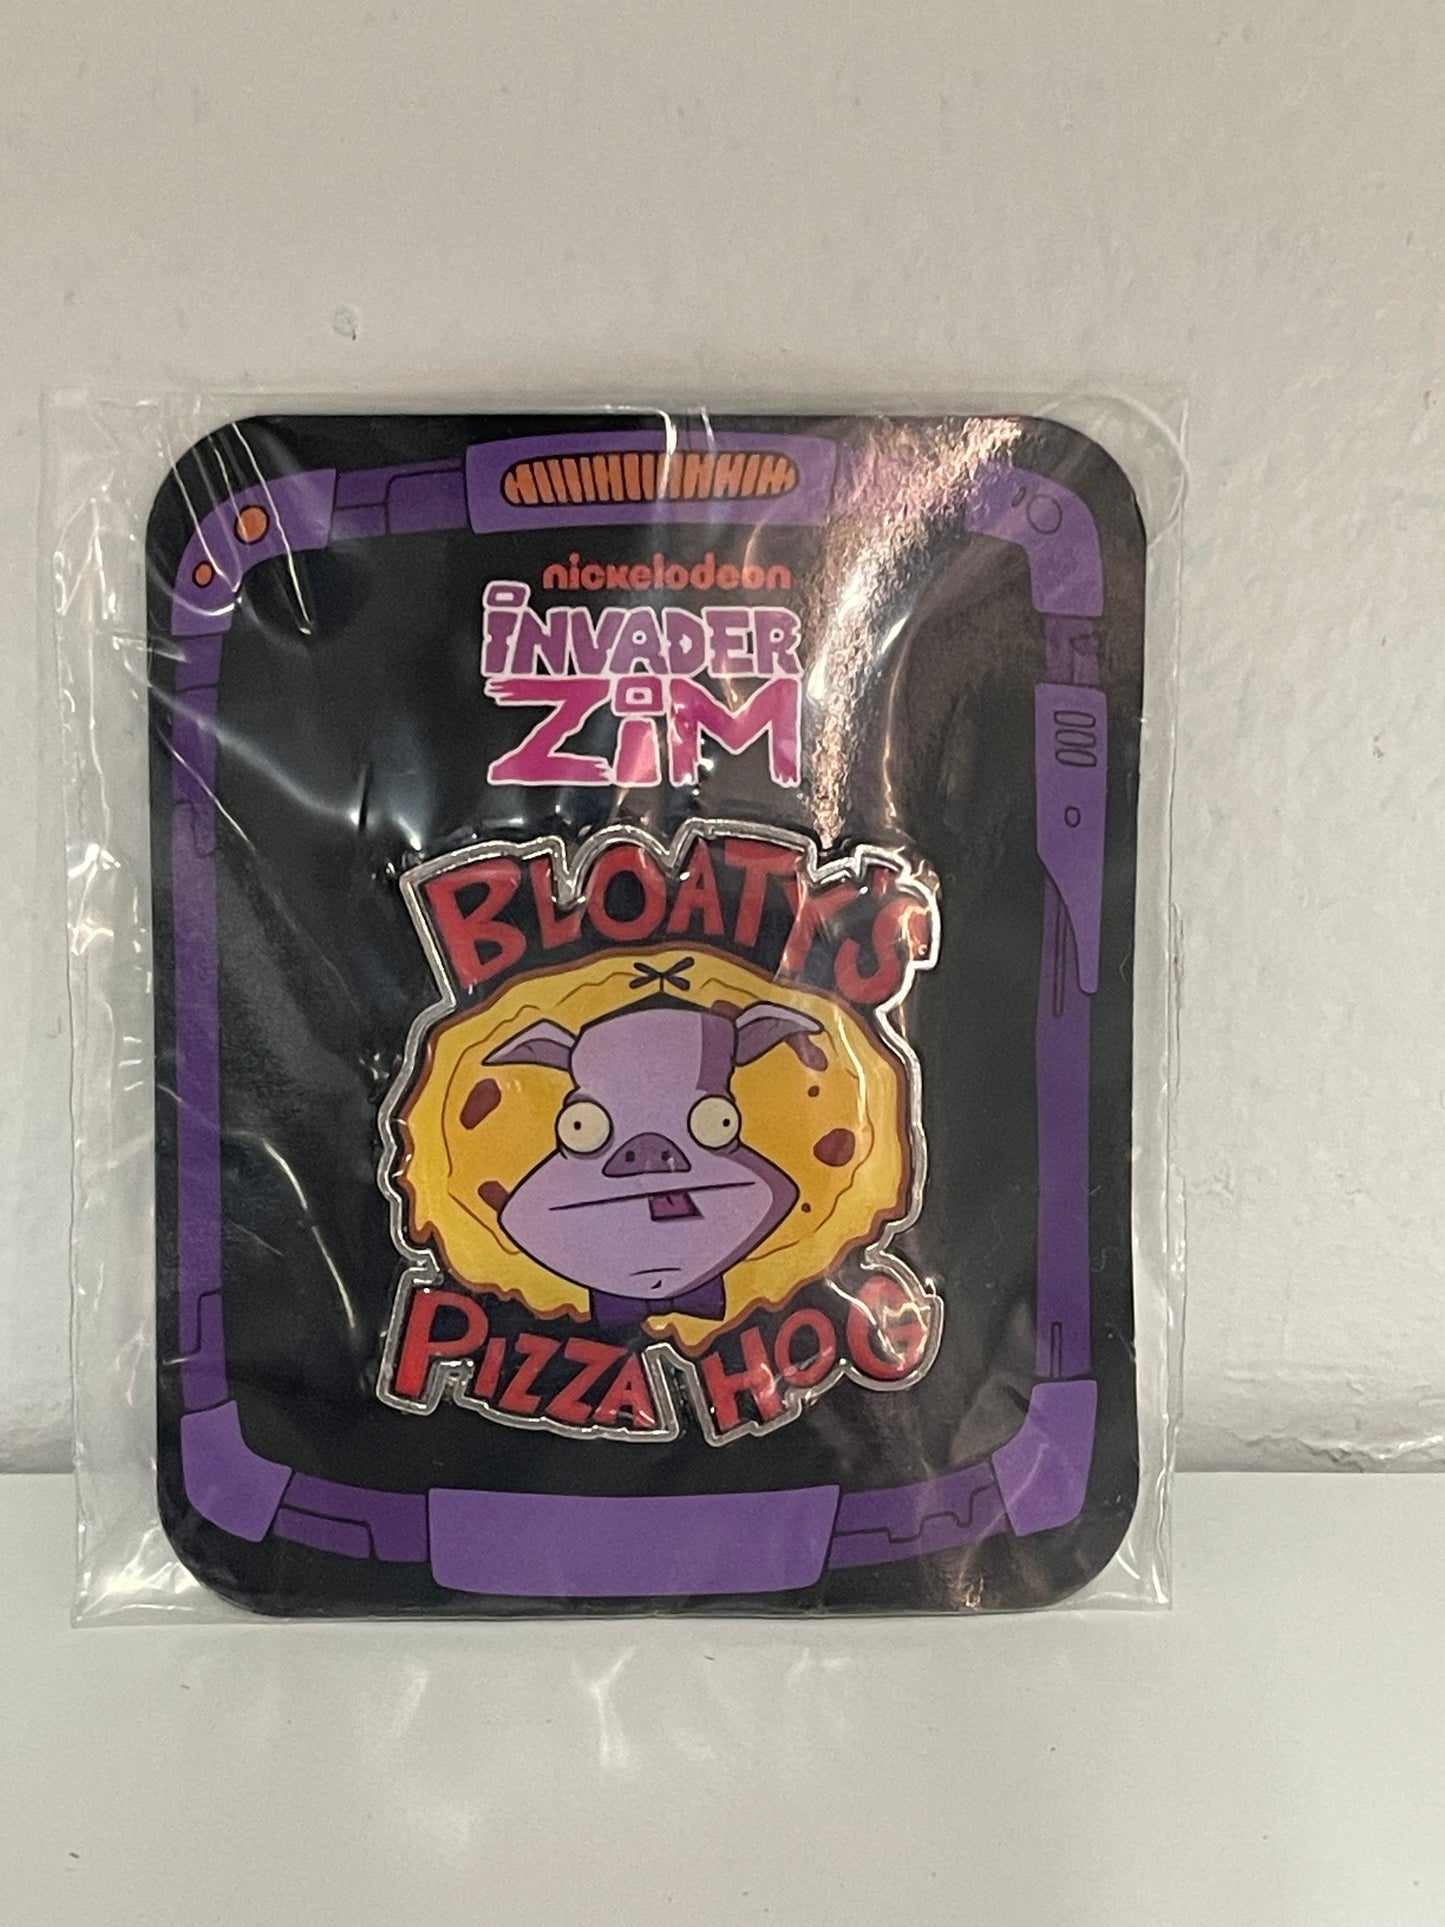 nickelodeon
INVADER
ZiM
BLOATY'S
PIZZA HOG